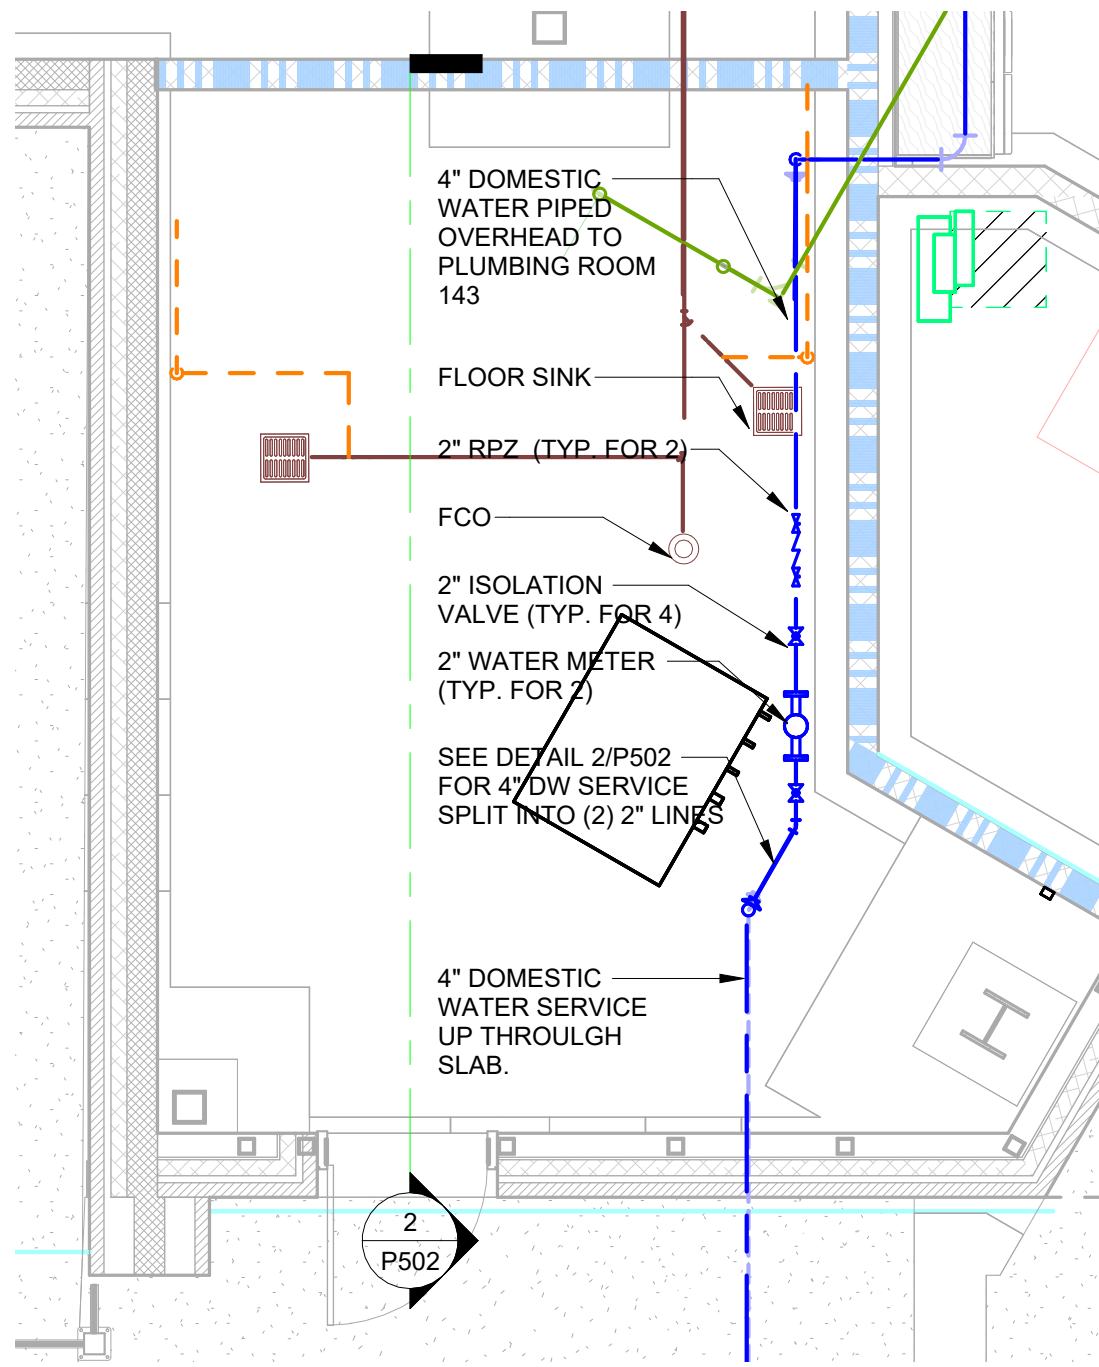 4" DOMESTIC
WATER PIPED
OVERHEAD TO
PLUMBING ROOM
143
FLOOR SINK
2" RPZ (TYP. FOR 2)
FCO
2" ISOLATION
VALVE (TYP. FOR 4)
2" WATER METER
(TYP. FOR 2)
SEE DETAIL 2/P502
FOR 4" DW SERVICE
SPLIT INTO (2) 2" LINES
4" DOMESTIC
WATER SERVICE
UP THROULGH
SLAB.
2
P502